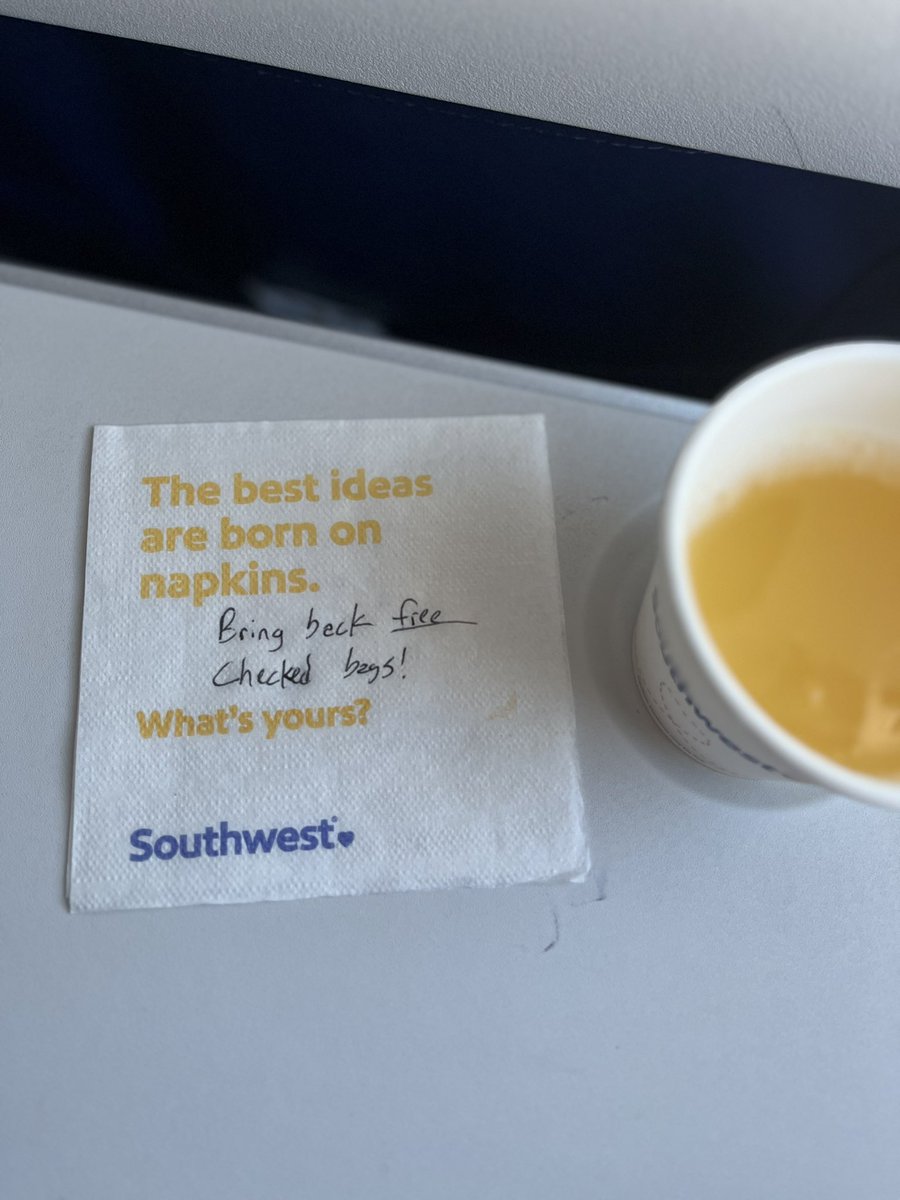 The best ideas
are born on
napkins.
Bring back free
Checked bags!
What's yours?
Southwest